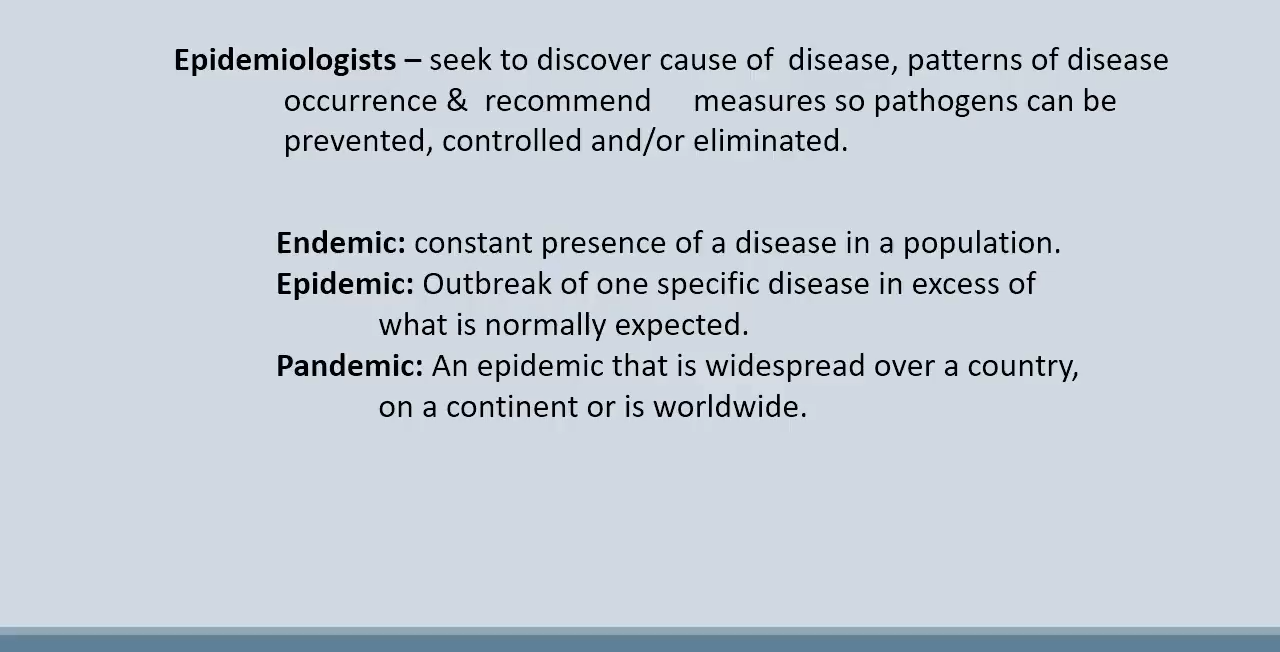 Epidemiologists – seek to discover cause of disease, patterns of disease
occurrence & recommend measures so pathogens can be
prevented, controlled and/or eliminated.
Endemic: constant presence of a disease in a population.
Epidemic: Outbreak of one specific disease in excess of
what is normally expected.
Pandemic: An epidemic that is widespread over a country,
on a continent or is worldwide.